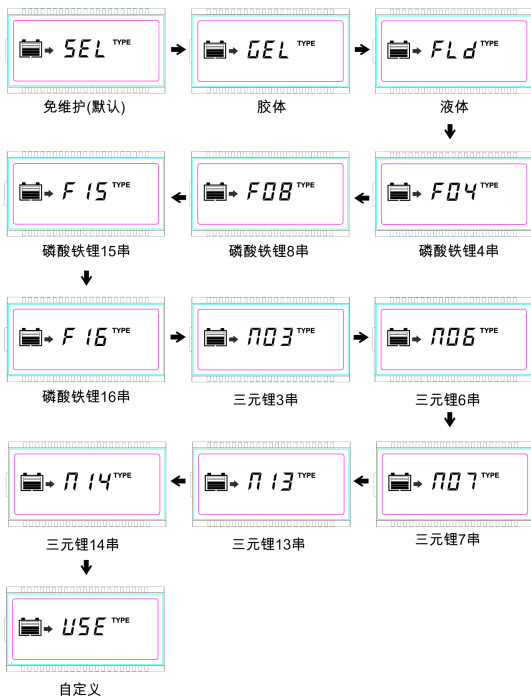 SEL TYPE
免维护(默认)
GEL TYPE
胶体
FLd TYPE
液体
F04 TYPE
磷酸铁锂4串
F08 TYPE
磷酸铁锂8串
F15 TYPE
磷酸铁锂15串
F16 TYPE
磷酸铁锂16串
n03 TYPE
三元锂3串
n06 TYPE
三元锂6串
n07 TYPE
三元锂7串
n13 TYPE
三元锂13串
n14 TYPE
三元锂14串
USE TYPE
自定义